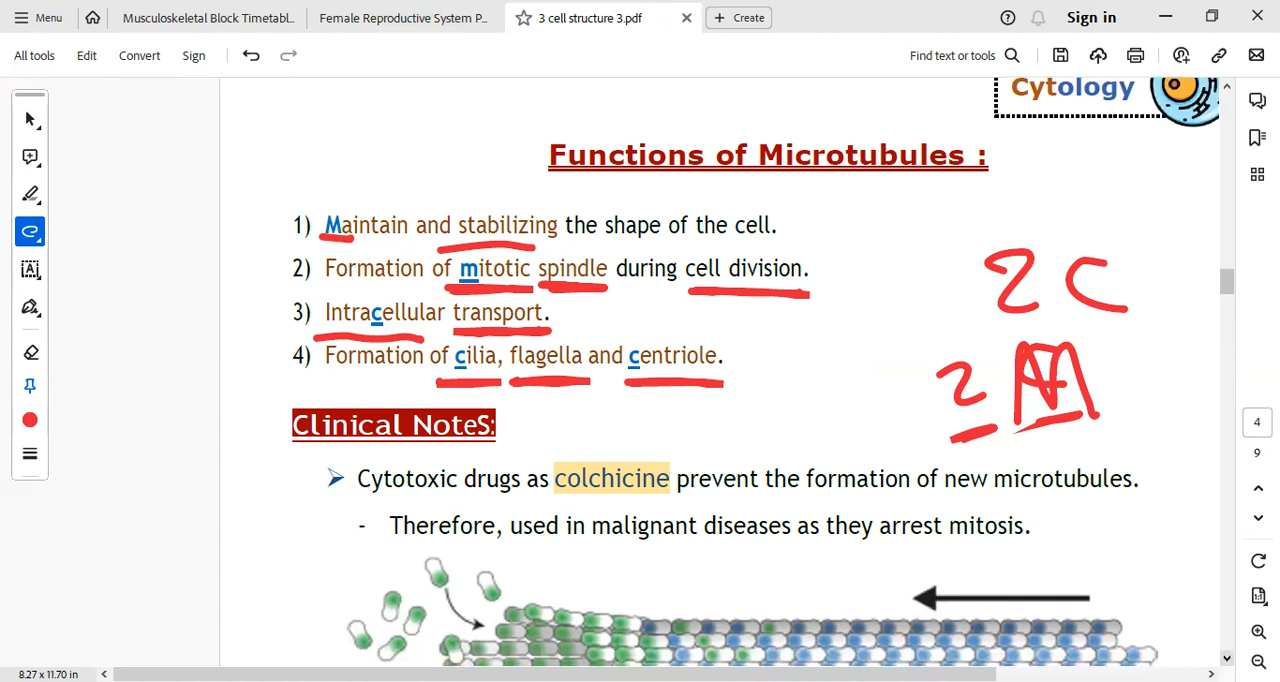 Menu
Musculoskeletal Block Timetabl...
Female Reproductive System P...
3 cell structure 3.pdf
Create
Sign in
All tools
Edit
Convert
Sign
Find text or tools
Cytology
Functions of Microtubules :
1) Maintain and stabilizing the shape of the cell.
2) Formation of mitotic spindle during cell division.
3) Intracellular transport.
4) Formation of cilia, flagella and centriole.
2 C
2 M
Clinical NoteS:
➢ Cytotoxic drugs as colchicine prevent the formation of new microtubules.
- Therefore, used in malignant diseases as they arrest mitosis.
4
9
8.27 x 11.70 in